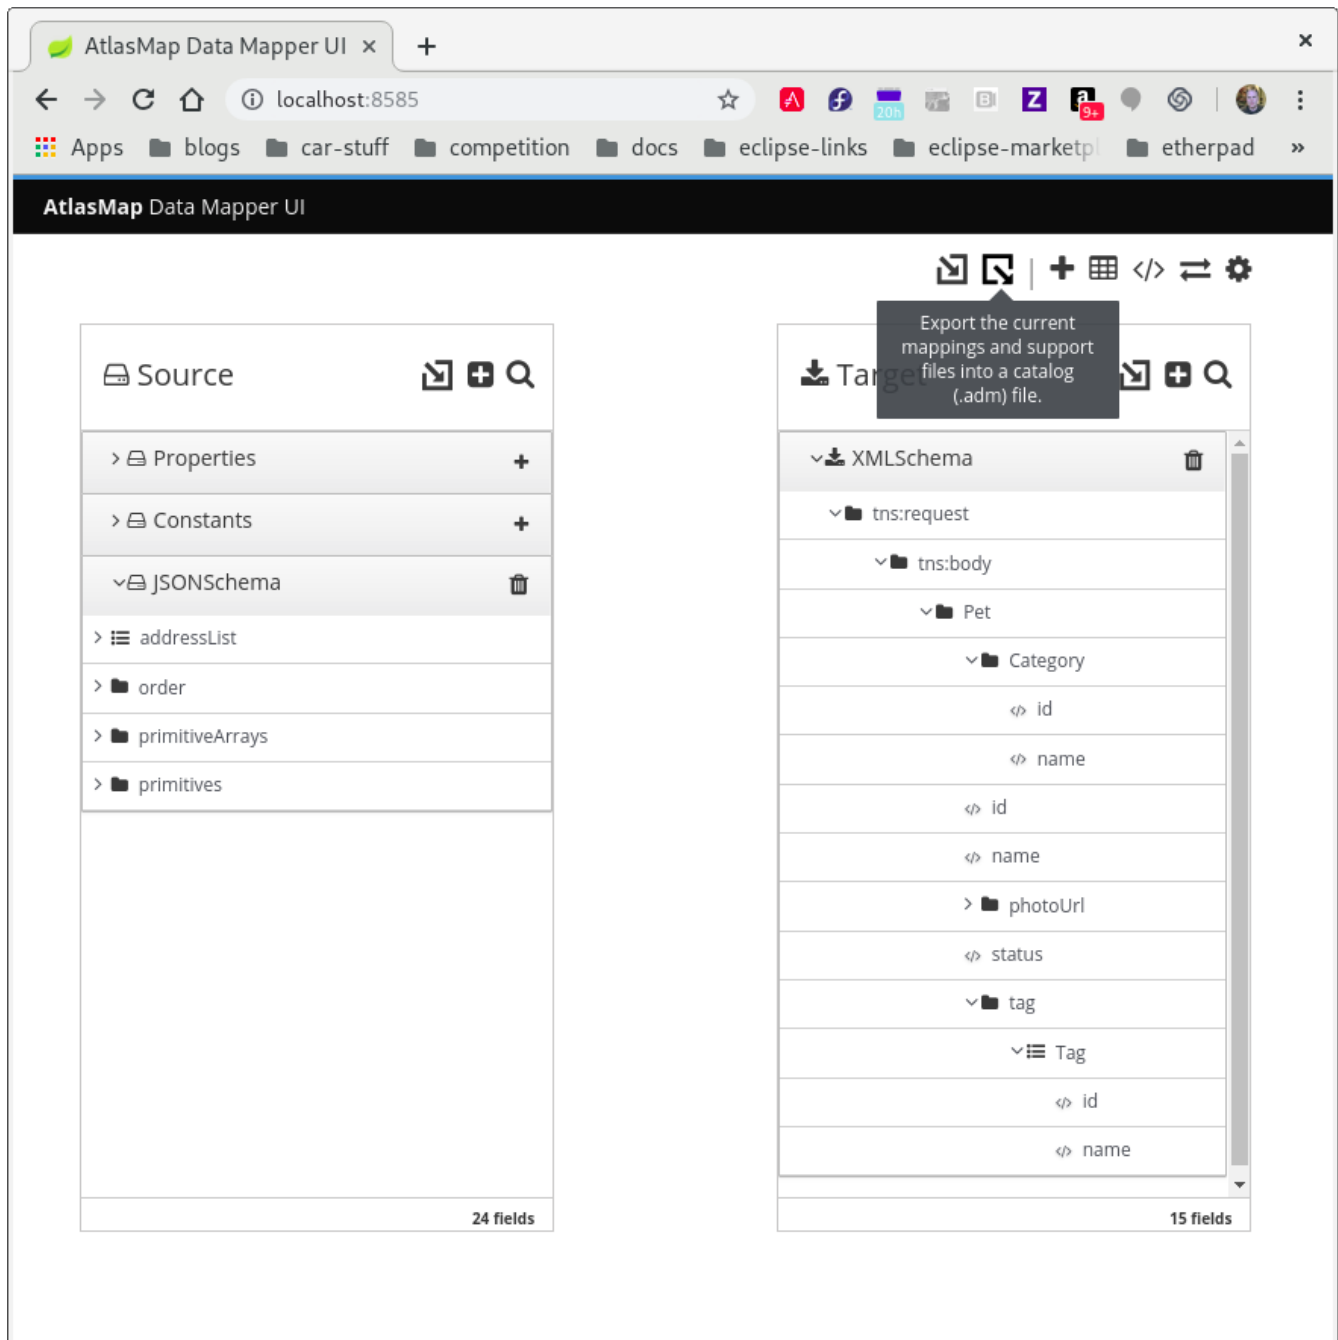 AtlasMap Data Mapper UI
localhost:8585
20h
B
Z
a
9+
Apps
blogs
car-stuff
competition
docs
eclipse-links
eclipse-marketpl
etherpad
»
AtlasMap Data Mapper UI
Export the current
mappings and support
files into a catalog
(.adm) file.
Source
Target
Properties
Constants
JSONSchema
addressList
order
primitiveArrays
primitives
24 fields
XMLSchema
tns:request
tns:body
Pet
Category
</> id
</> name
</> id
</> name
photoUrl
</> status
tag
Tag
</> id
</> name
15 fields